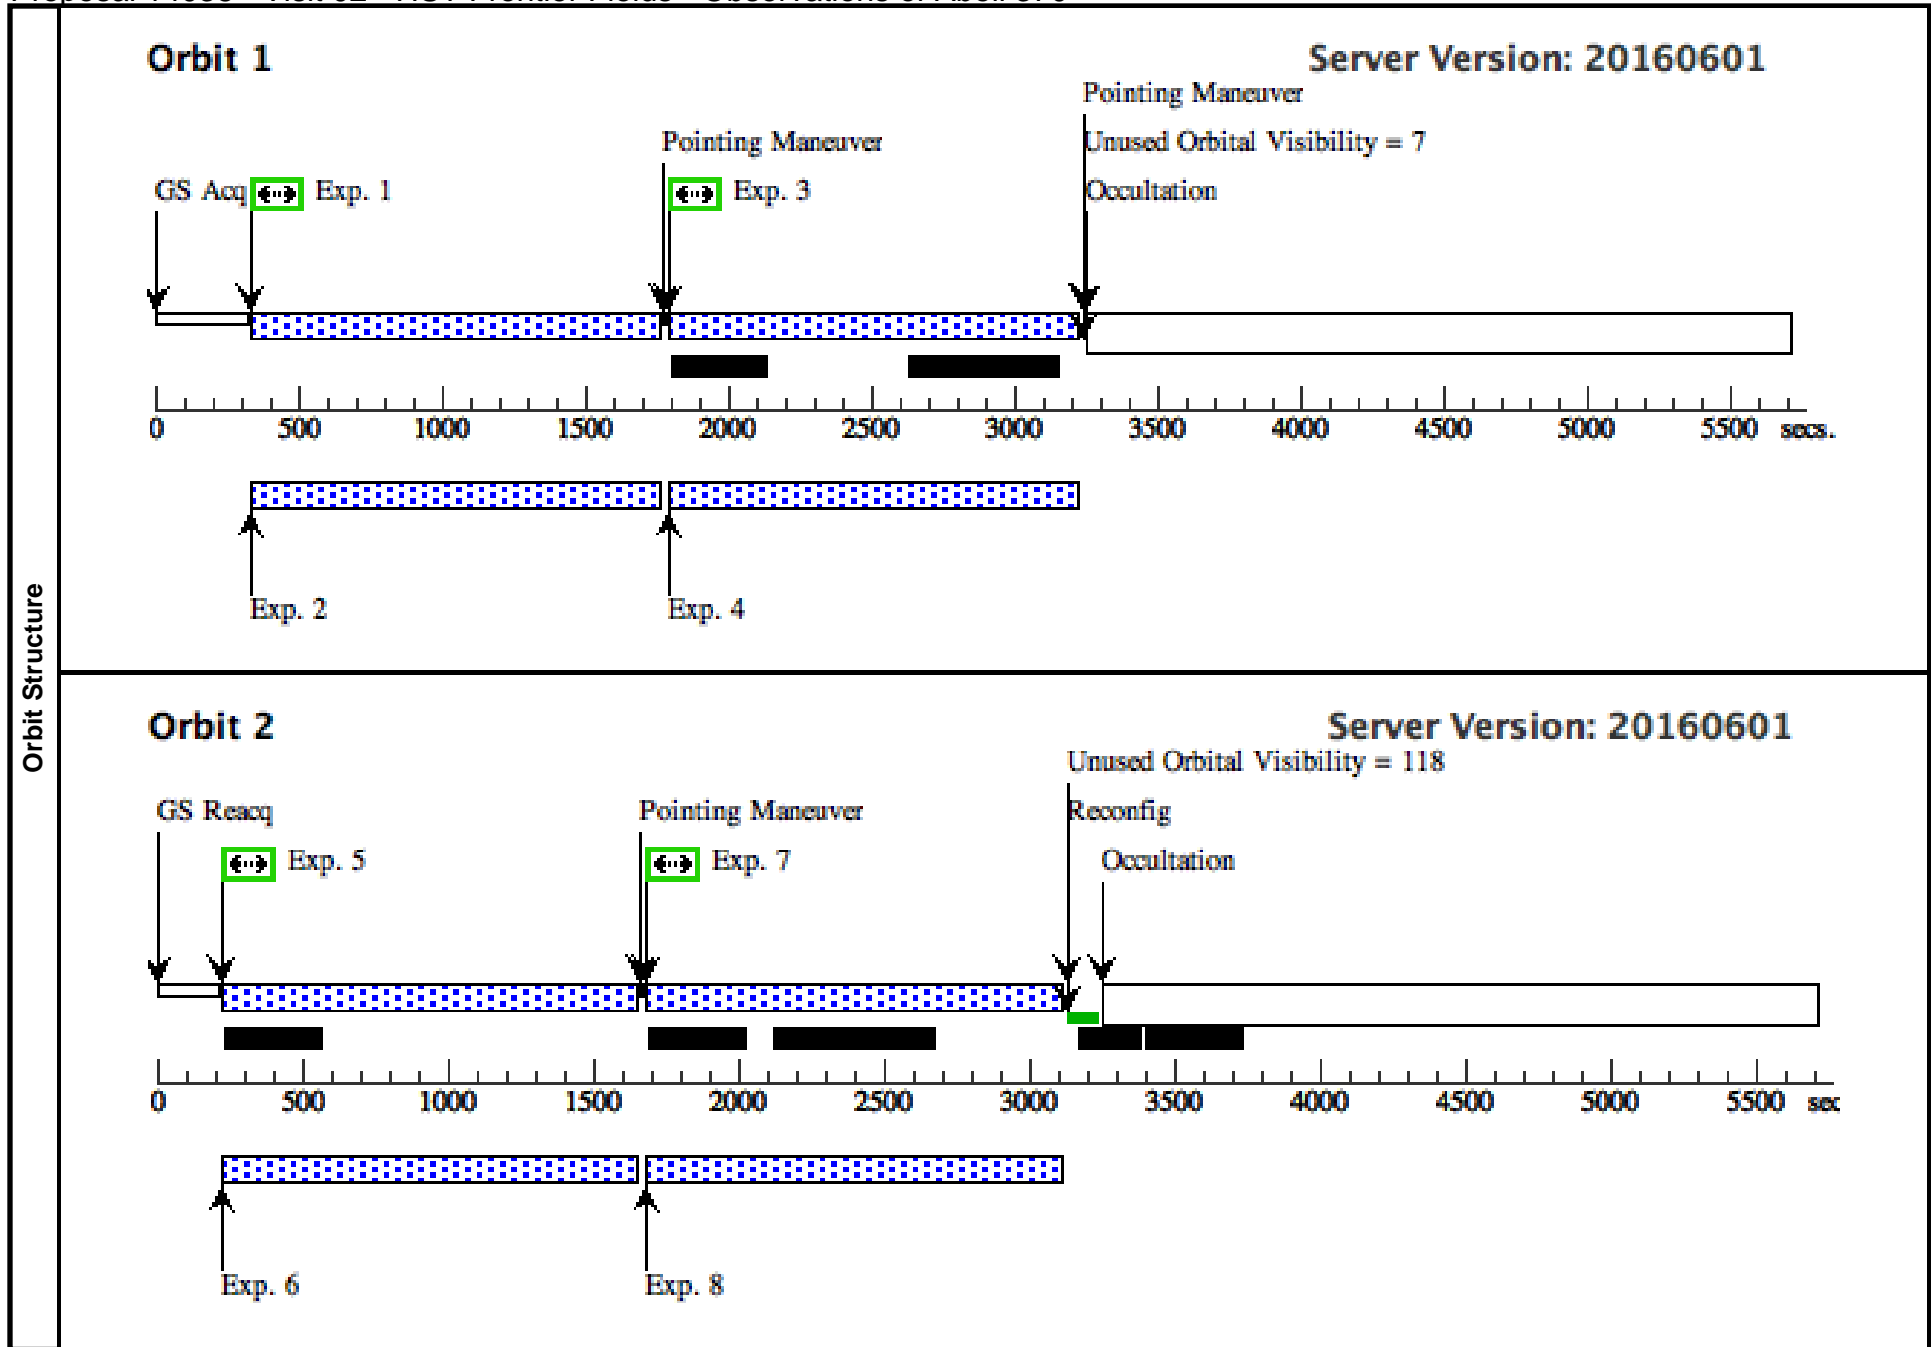 Orbit Structure
Orbit 1
Server Version: 20160601
Pointing Maneuver
Pointing Maneuver
Unused Orbital Visibility = 7
GS Acq
Exp. 1
Exp. 3
Occultation
0 500 1000 1500 2000 2500 3000 3500 4000 4500 5000 5500 secs.
Exp. 2
Exp. 4
Orbit 2
Server Version: 20160601
Unused Orbital Visibility = 118
GS Reacq
Pointing Maneuver
Reconfig
Exp. 5
Exp. 7
Occultation
0 500 1000 1500 2000 2500 3000 3500 4000 4500 5000 5500 sec
Exp. 6
Exp. 8